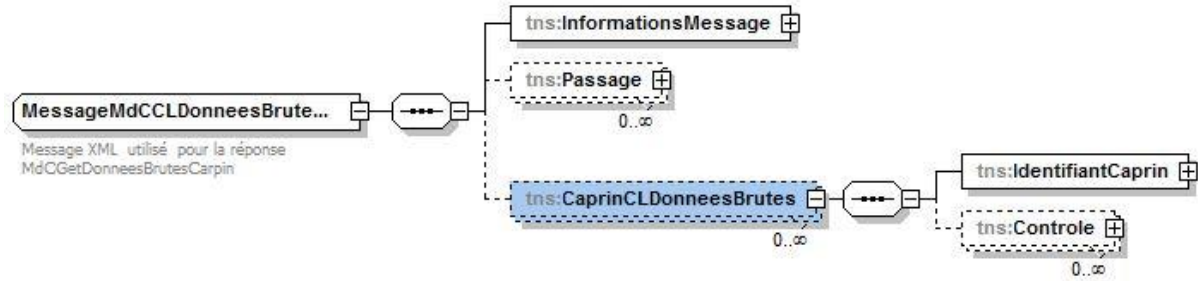 tns:InformationsMessage
tns:Passage
0..∞
MessageMdCCLDonneesBrute...
Message XML utilisé pour la réponse
MdCGetDonneesBrutesCarpin
tns:CaprinCLDonneesBrutes
0..∞
tns:IdentifiantCaprin
tns:Controle
0..∞